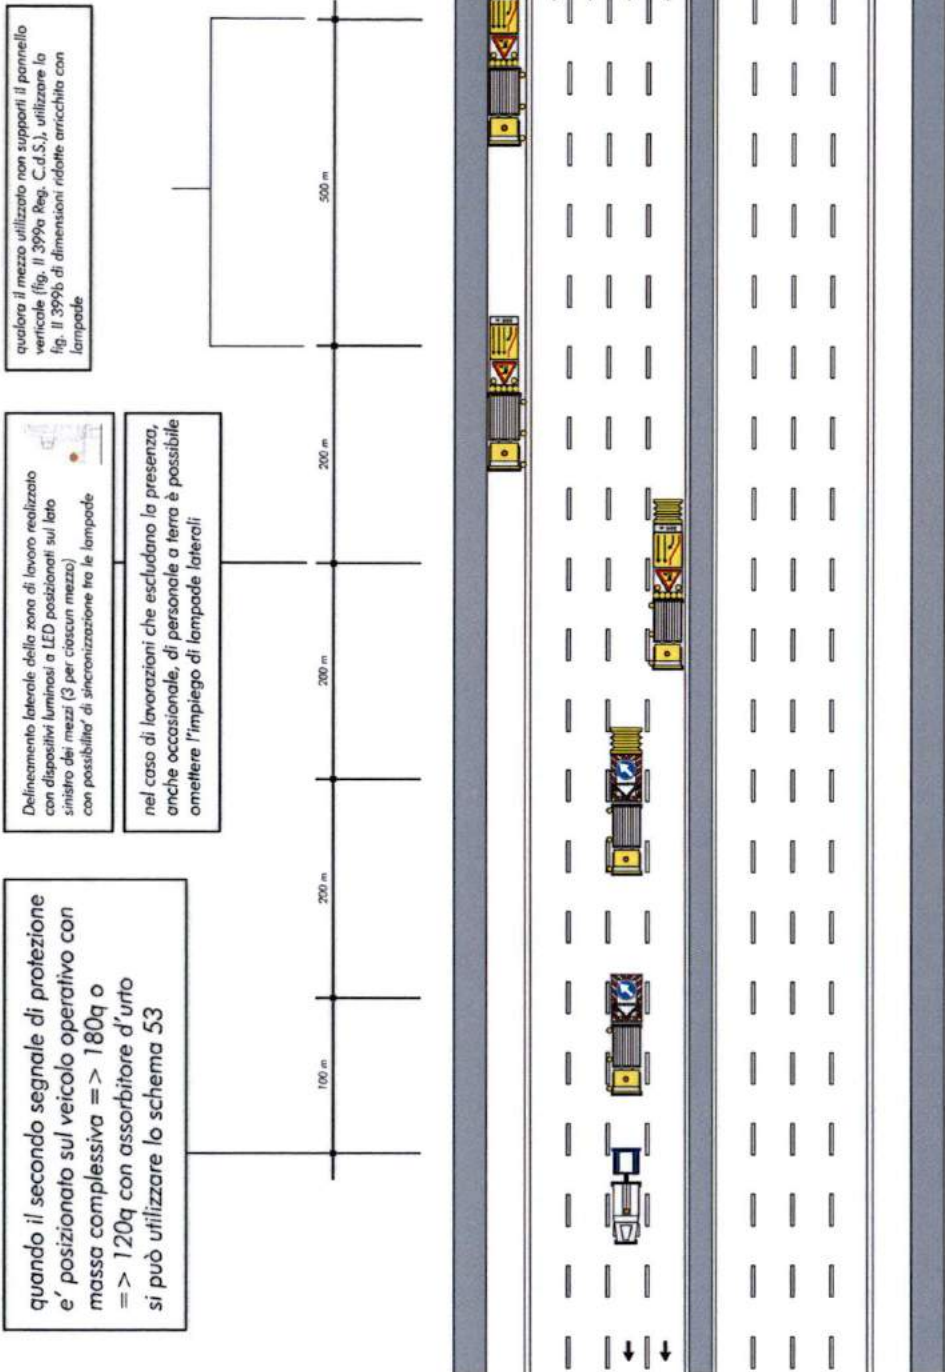 qualora il mezzo utilizzato non supporti il pannello
verticale (fig. II 399a Reg. C.d.S.), utilizzare la
fig. II 399b di dimensioni ridotte arricchita con
lampade
Delineamento laterale della zona di lavoro realizzato
con dispositivi luminosi a LED posizionati sul lato
sinistro dei mezzi (3 per ciascun mezzo)
con possibilita' di sincronizzazione tra le lampade
nel caso di lavorazioni che escludano la presenza,
anche occasionale, di personale a terra è possibile
omettere l'impiego di lampade laterali
quando il secondo segnale di protezione
e' posizionato sul veicolo operativo con
massa complessiva => 180q o
=> 120q con assorbitore d'urto
si può utilizzare lo schema 53
500 m
200 m
200 m
200 m
100 m